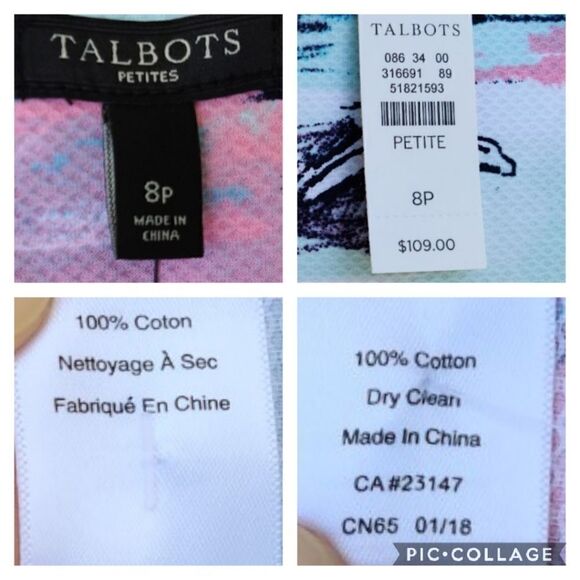 TALBOTS
PETITES
8P
MADE IN
CHINA
TALBOTS
086 34 00
316691 89
51821593
PETITE
8P
$109.00
100% Coton
Nettoyage À Sec
Fabriqué En Chine
100% Cotton
Dry Clean
Made In China
CA#23147
CN65 01/18
PIC•COLLAGE